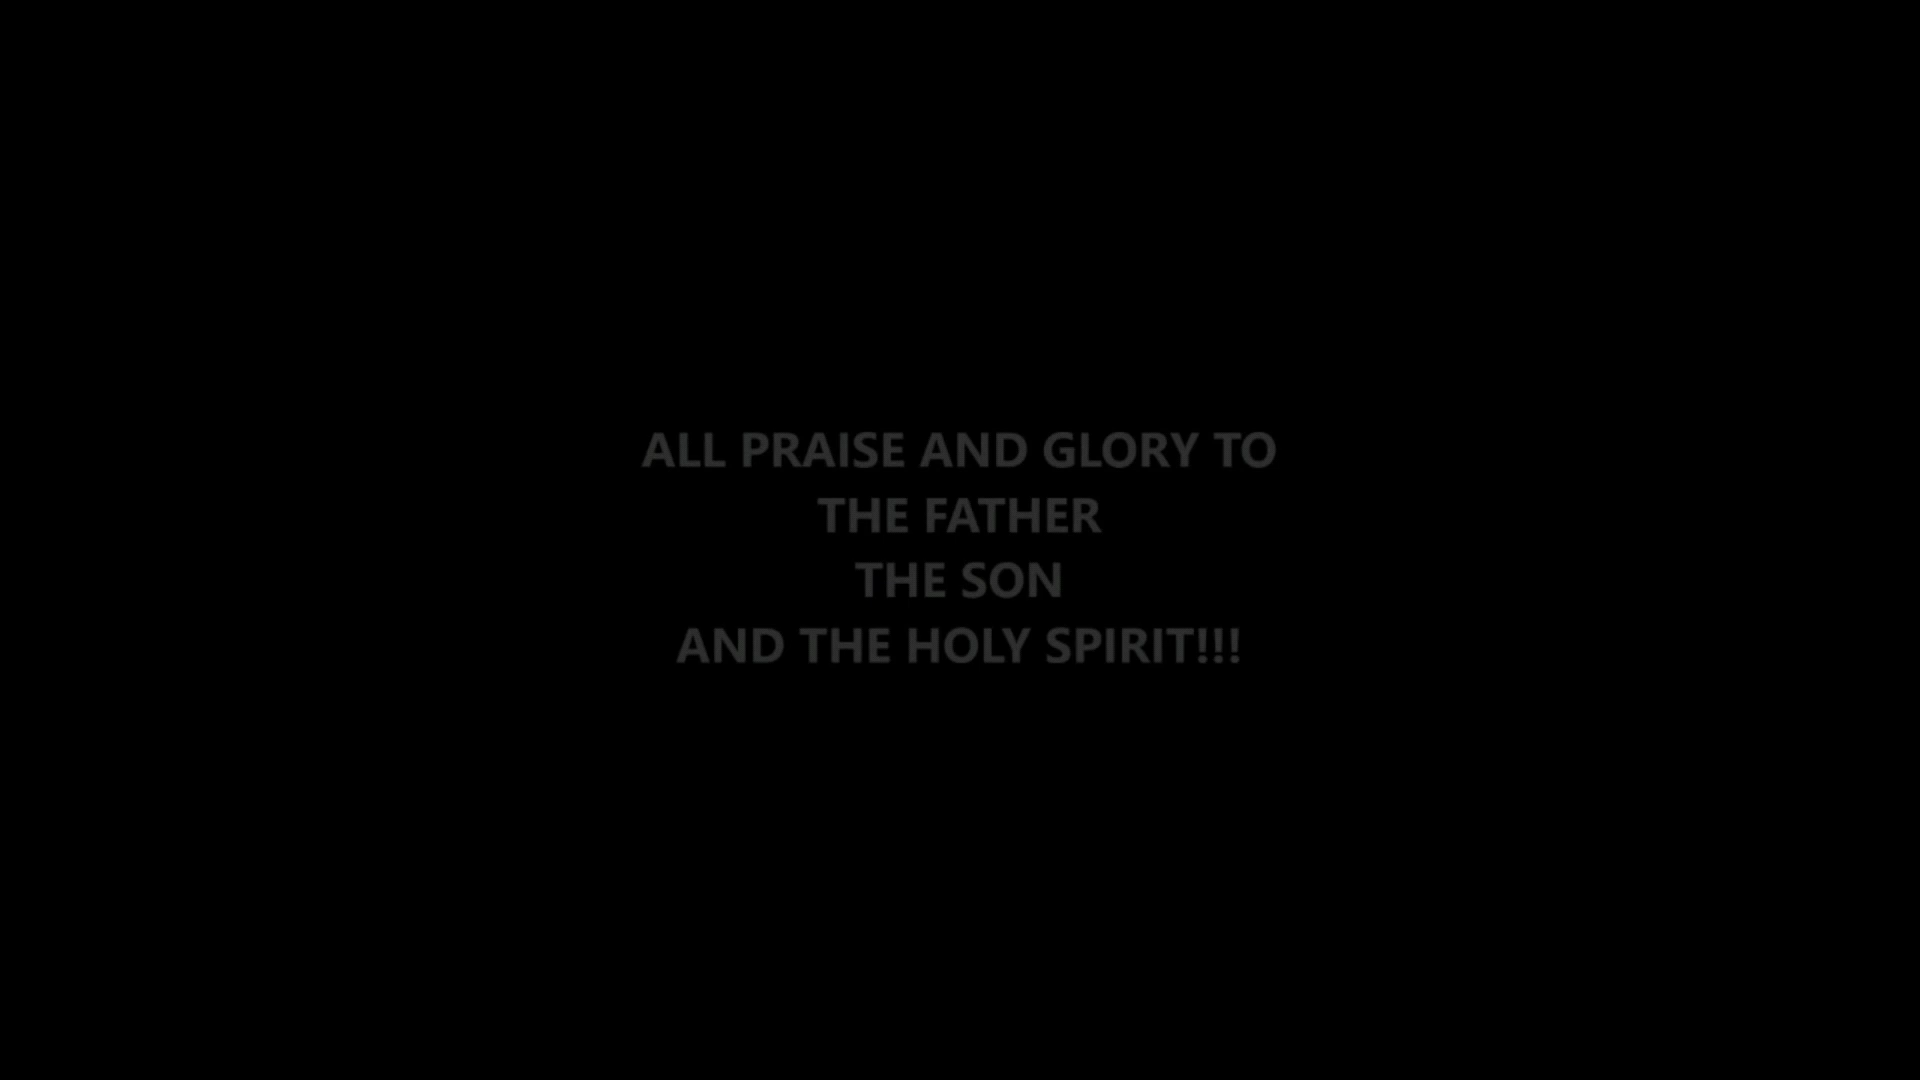 ALL PRAISE AND GLORY TO
THE FATHER
THE SON
AND THE HOLY SPIRIT!!!